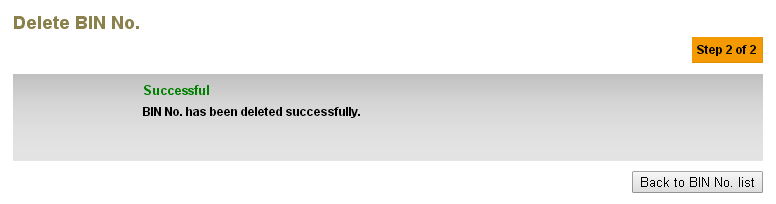 Delete BIN No.
Step 2 of 2
Successful
BIN No. has been deleted successfully.
Back to BIN No. list